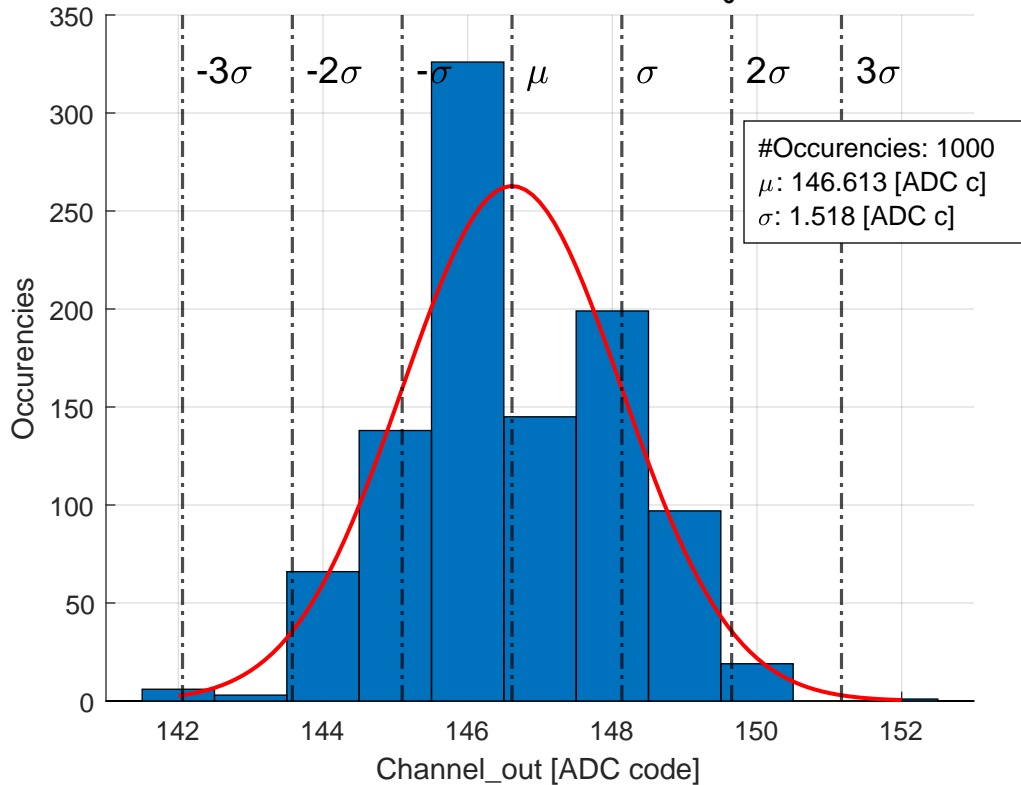 350
300
250
200
150
100
50
0
-3σ -2σ -σ μ σ 2σ 3σ
#Occurencies: 1000
μ: 146.613 [ADC c]
σ: 1.518 [ADC c]
Occurencies
142 144 146 148 150 152
Channel_out [ADC code]